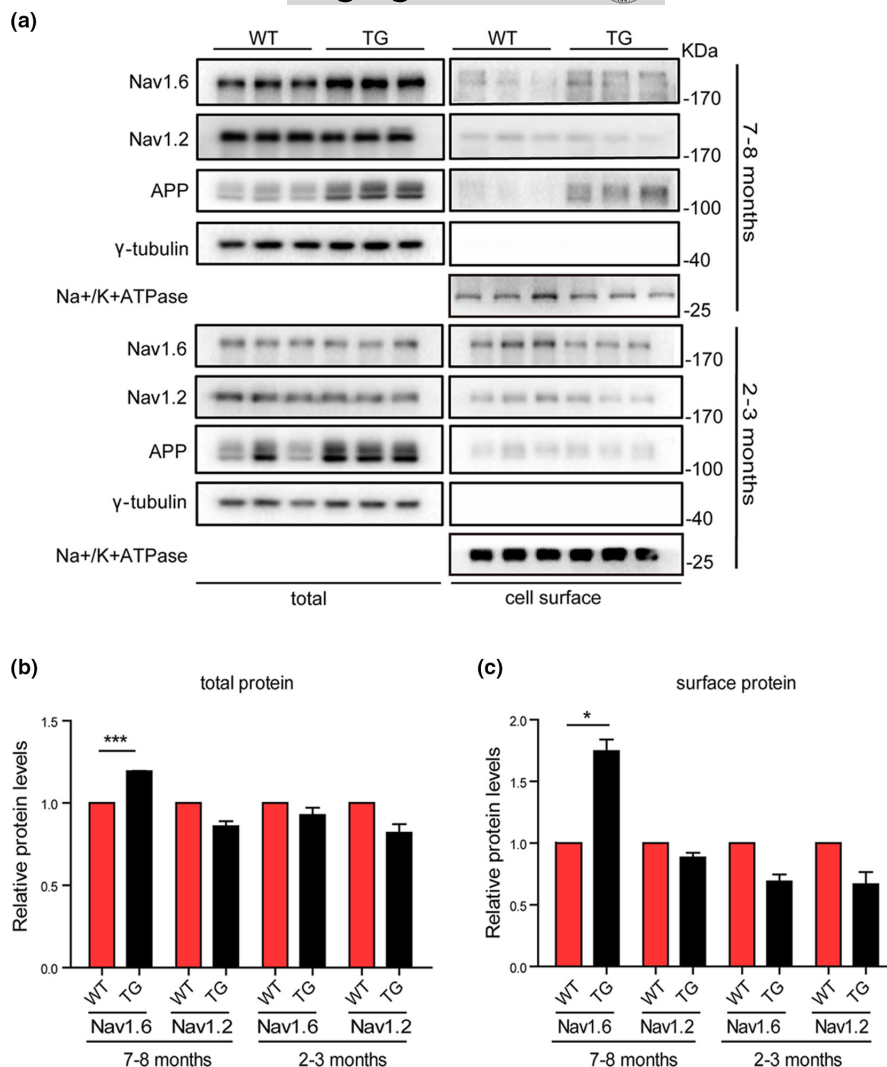 (a)
WT TG WT TG KDa
Nav1.6 -170
Nav1.2 -170
APP -100
γ-tubulin -40
Na+/K+ATPase -25
7-8 months
Nav1.6 -170
Nav1.2 -170
APP -100
γ-tubulin -40
Na+/K+ATPase -25
2-3 months
total cell surface
(b)
total protein
Relative protein levels
1.5
1.0
0.5
0.0
***
WT TG WT TG WT TG WT TG
Nav1.6 Nav1.2 Nav1.6 Nav1.2
7-8 months 2-3 months
(c)
surface protein
Relative protein levels
2.0
1.5
1.0
0.5
0.0
*
WT TG WT TG WT TG WT TG
Nav1.6 Nav1.2 Nav1.6 Nav1.2
7-8 months 2-3 months